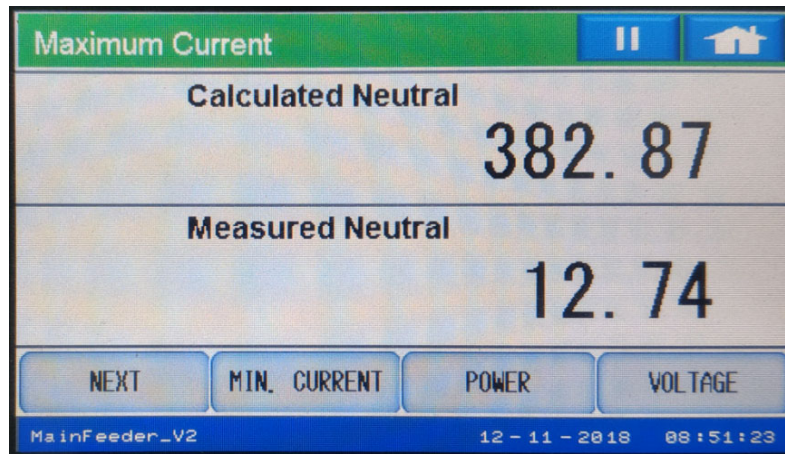 Maximum Current
Calculated Neutral
382.87
Measured Neutral
12.74
NEXT MIN. CURRENT POWER VOLTAGE
MainFeeder_V2 12-11-2018 08:51:23